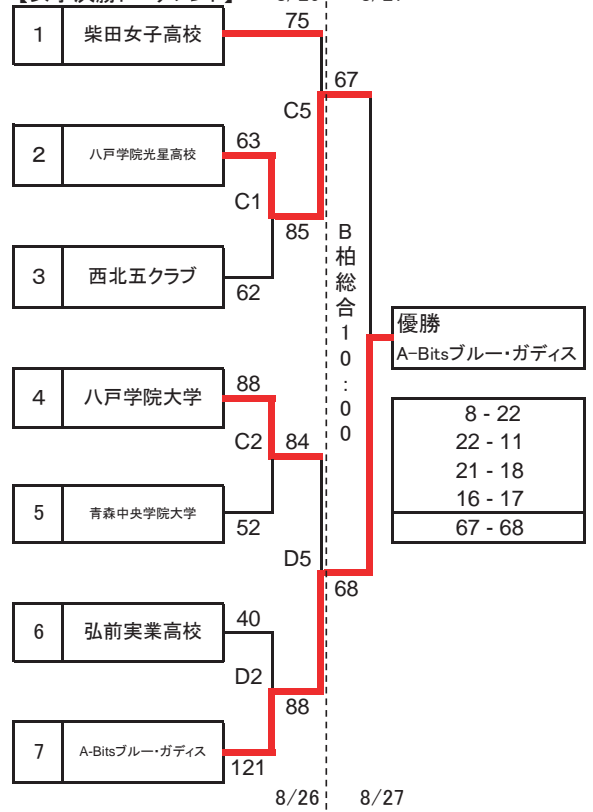 75
1 柴田女子高校
67
C5
63
2 八戸学院光星高校
C1
85
3 西北五クラブ
62
B柏総合10:00
優勝
A-Bitsブルー・ガディス
88
4 八戸学院大学
C2 84
5 青森中央学院大学
52
8 - 22
22 - 11
21 - 18
16 - 17
67 - 68
D5
68
40
6 弘前実業高校
D2
88
7 A-Bitsブルー・ガディス
121
8/26 8/27